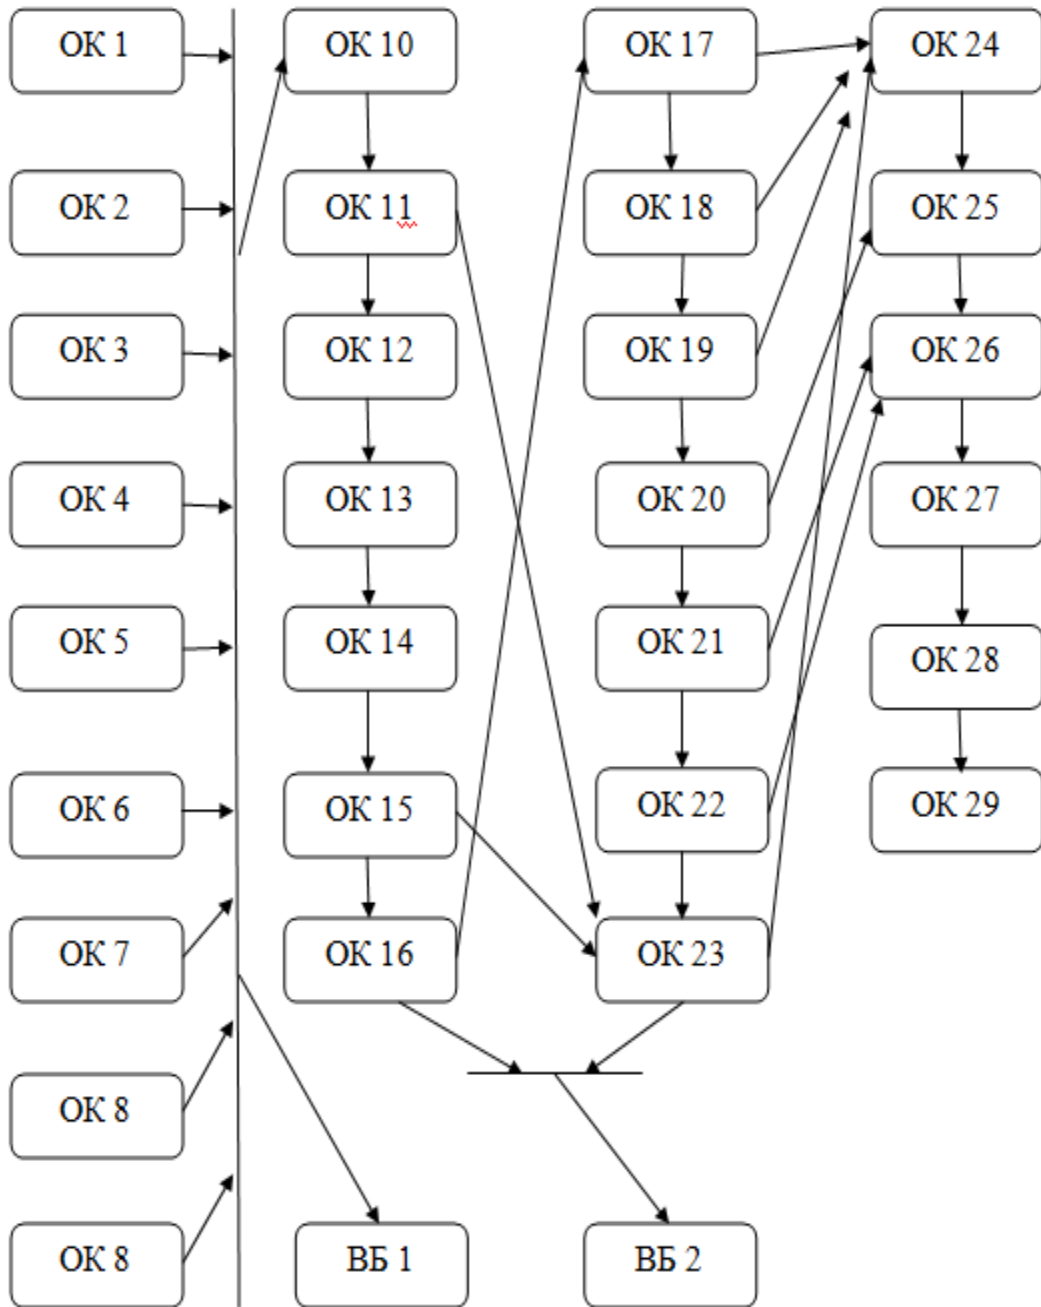 ОК 1
ОК 2
ОК 3
ОК 4
ОК 5
ОК 6
ОК 7
ОК 8
ОК 8
ОК 10
ОК 11
ОК 12
ОК 13
ОК 14
ОК 15
ОК 16
ВБ 1
ОК 17
ОК 18
ОК 19
ОК 20
ОК 21
ОК 22
ОК 23
ВБ 2
ОК 24
ОК 25
ОК 26
ОК 27
ОК 28
ОК 29